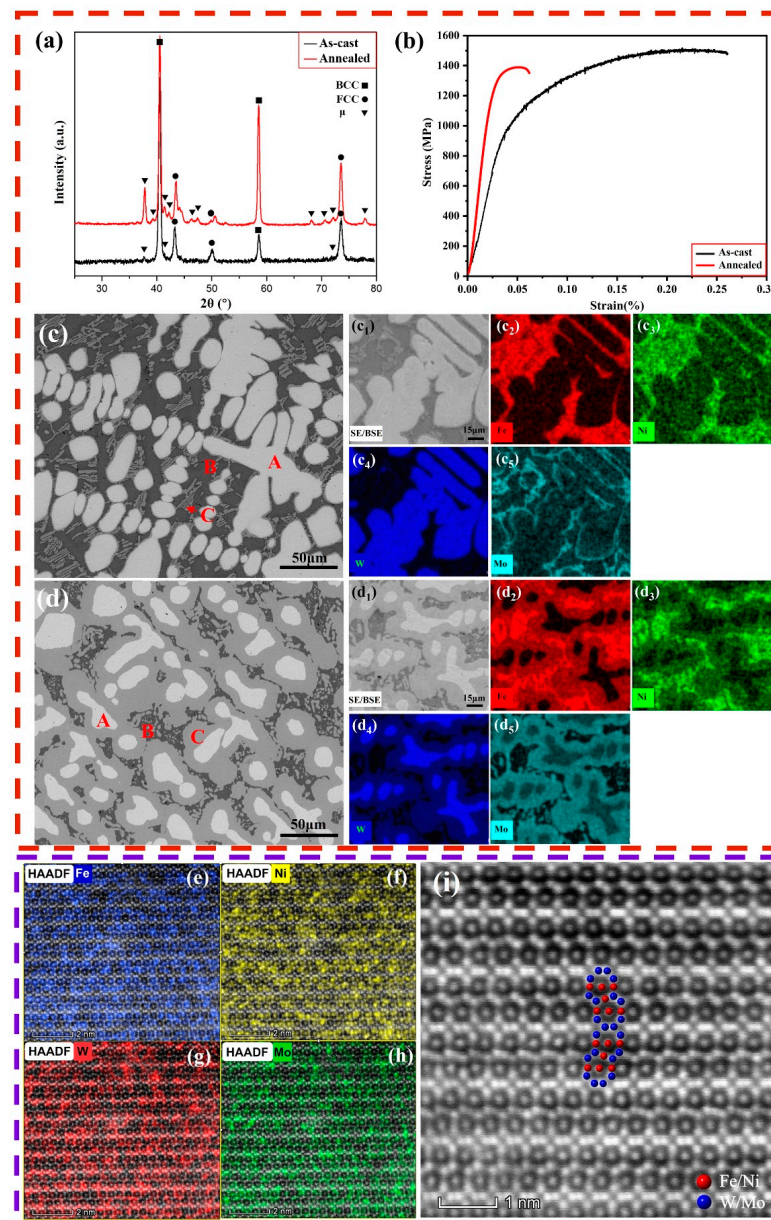 (a)
As-cast
Annealed
BCC ■
FCC ●
μ ▼
Intensity (a.u.)
30 40 50 60 70 80
2θ (°)
(b)
1600
1400
1200
1000
800
600
400
200
0
Stress (MPa)
As-cast
Annealed
0.00 0.05 0.10 0.15 0.20 0.25 0.30
Strain(%)
(c)
A
B
C
50μm
(c1)
SE/BSE
15μm
(c2)
Fe
(c3)
Ni
(c4)
W
(c5)
Mo
(d)
A
B
C
50μm
(d1)
SE/BSE
15μm
(d2)
Fe
(d3)
Ni
(d4)
W
(d5)
Mo
HAADF Fe (e)
2 nm
HAADF Ni (f)
2 nm
HAADF W (g)
2 nm
HAADF Mo (h)
2 nm
(i)
Fe/Ni
W/Mo
1 nm